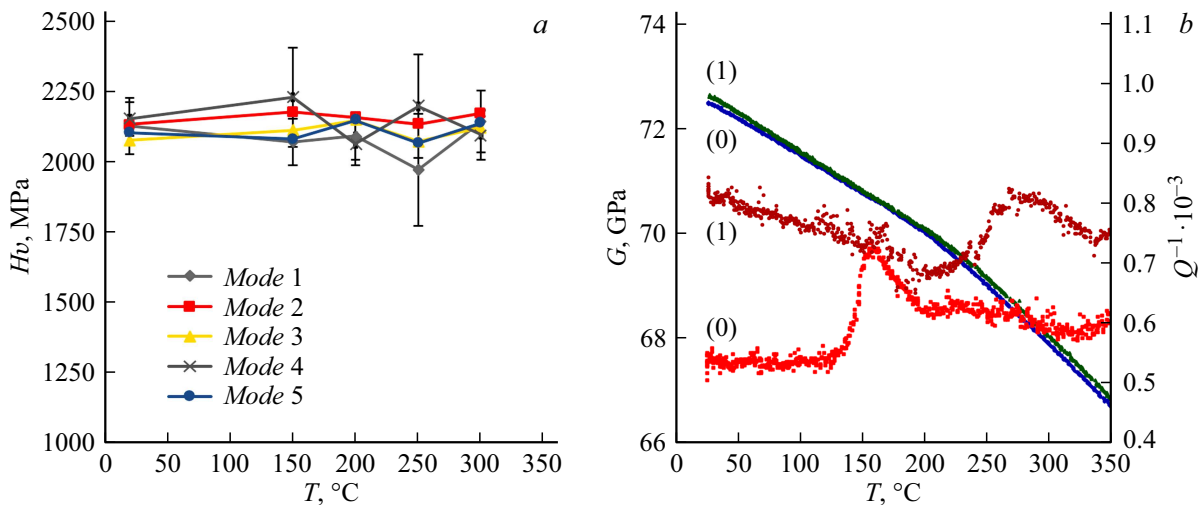 a
Hυ, MPa
2500
2250
2000
1750
1500
1250
1000
Mode 1
Mode 2
Mode 3
Mode 4
Mode 5
0 50 100 150 200 250 300 350
T, °C
b
G, GPa
74
72
70
68
66
(1)
(0)
(1)
(0)
1.1
1.0
0.9
0.8
0.7
0.6
0.5
0.4
Q⁻¹·10⁻³
0 50 100 150 200 250 300 350
T, °C